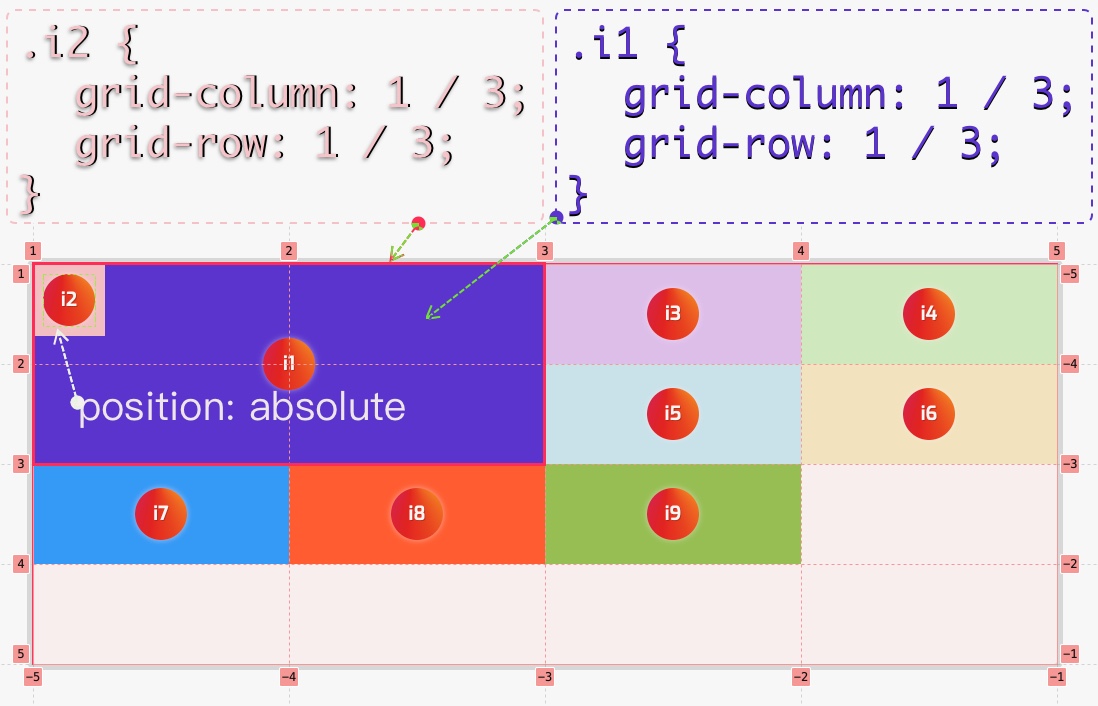 .i2 {
grid-column: 1 / 3;
grid-row: 1 / 3;
}
.i1 {
grid-column: 1 / 3;
grid-row: 1 / 3;
}
1 2 3 4 5
1 −5
i2 i3 i4
2 i1 −4
position: absolute
i5 i6
3 −3
i7 i8 i9
4 −2
5 −1
−5 −4 −3 −2 −1